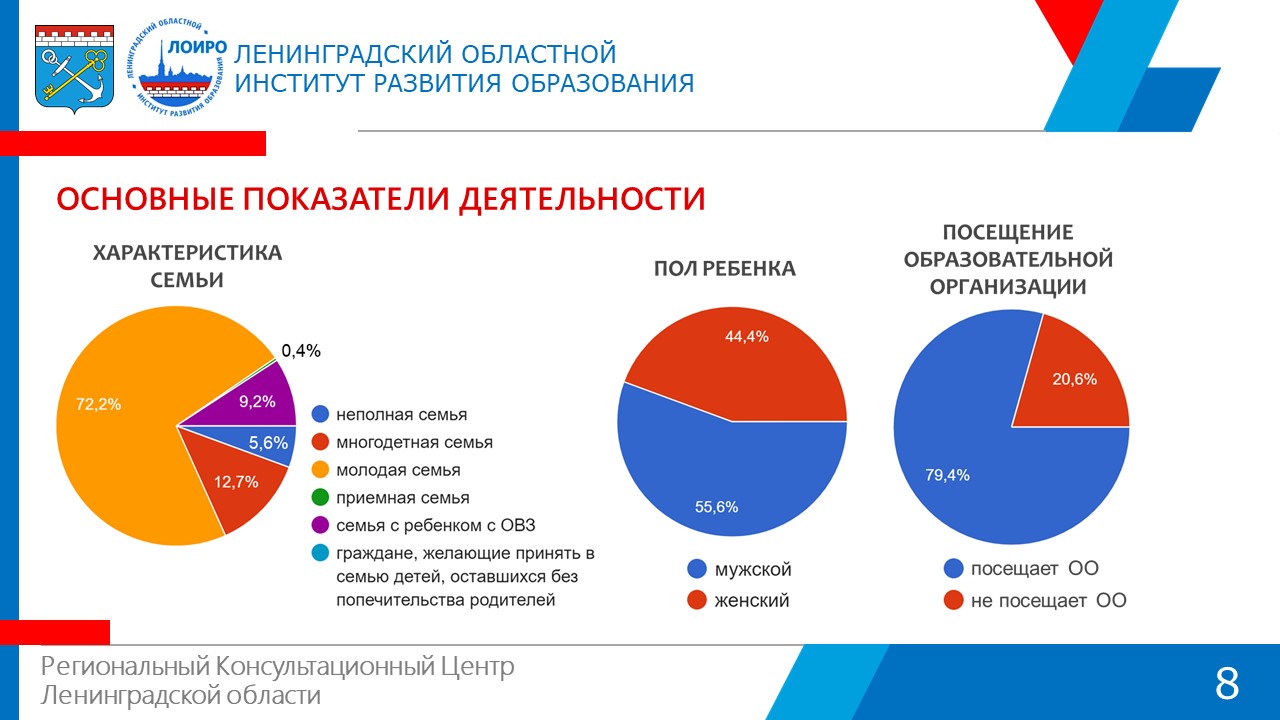 ЛЕНИНГРАДСКИЙ ОБЛАСТНОЙ
ЛОИРО
ИНСТИТУТ РАЗВИТИЯ ОБРАЗОВАНИЯ
ЛЕНИНГРАДСКИЙ ОБЛАСТНОЙ
ИНСТИТУТ РАЗВИТИЯ ОБРАЗОВАНИЯ
ОСНОВНЫЕ ПОКАЗАТЕЛИ ДЕЯТЕЛЬНОСТИ
ХАРАКТЕРИСТИКА
СЕМЬИ
72,2%
0,4%
9,2%
5,6%
12,7%
неполная семья
многодетная семья
молодая семья
приемная семья
семья с ребенком с ОВЗ
граждане, желающие принять в
семью детей, оставшихся без
попечительства родителей
ПОЛ РЕБЕНКА
44,4%
55,6%
мужской
женский
ПОСЕЩЕНИЕ
ОБРАЗОВАТЕЛЬНОЙ
ОРГАНИЗАЦИИ
20,6%
79,4%
посещает ОО
не посещает ОО
Региональный Консультационный Центр
Ленинградской области
8